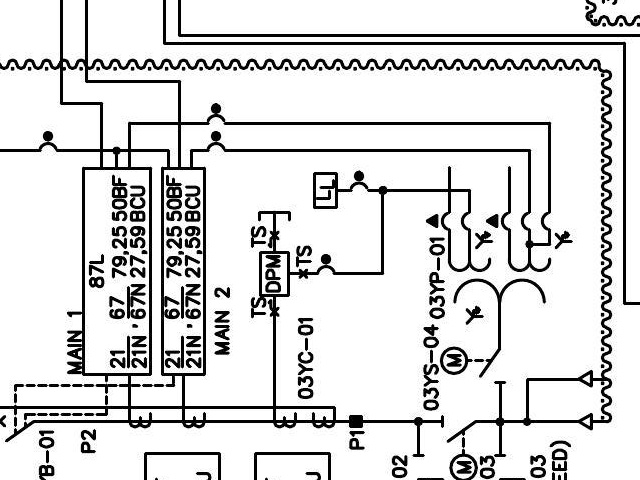 MAIN 1
87L
21 67 79,25 50BF
21N , 67N 27,59 BCU
21 67 79,25 50BF
21N , 67N 27,59 BCU
MAIN 2
TS
DPM
TS
TS
LL
03YC-01
03YP-01
03YS-04
M
YB-01
P2
P1
02
M
03
03
EED)